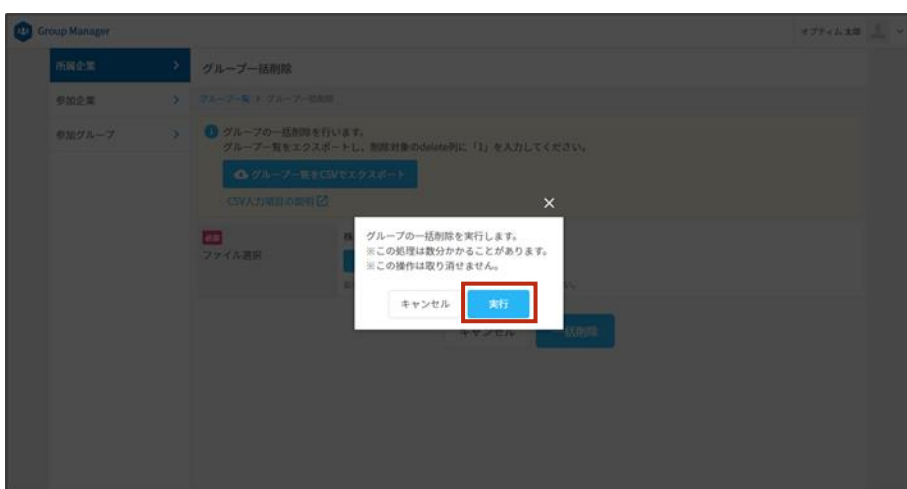 Group Manager
オプティム 太郎
所属企業
参加企業
参加グループ
グループ一括削除
グループ一覧 > グループ一括削除
グループの一括削除を行います。
グループ一覧をエクスポートし、削除対象のdelete列に「1」を入力してください。
グループ一覧をCSVでエクスポート
CSV入力項目の説明
必須
ファイル選択
株
グループの一括削除を実行します。
※この処理は数分かかることがあります。
※この操作は取り消せません。
キャンセル
実行
キャンセル
一括削除